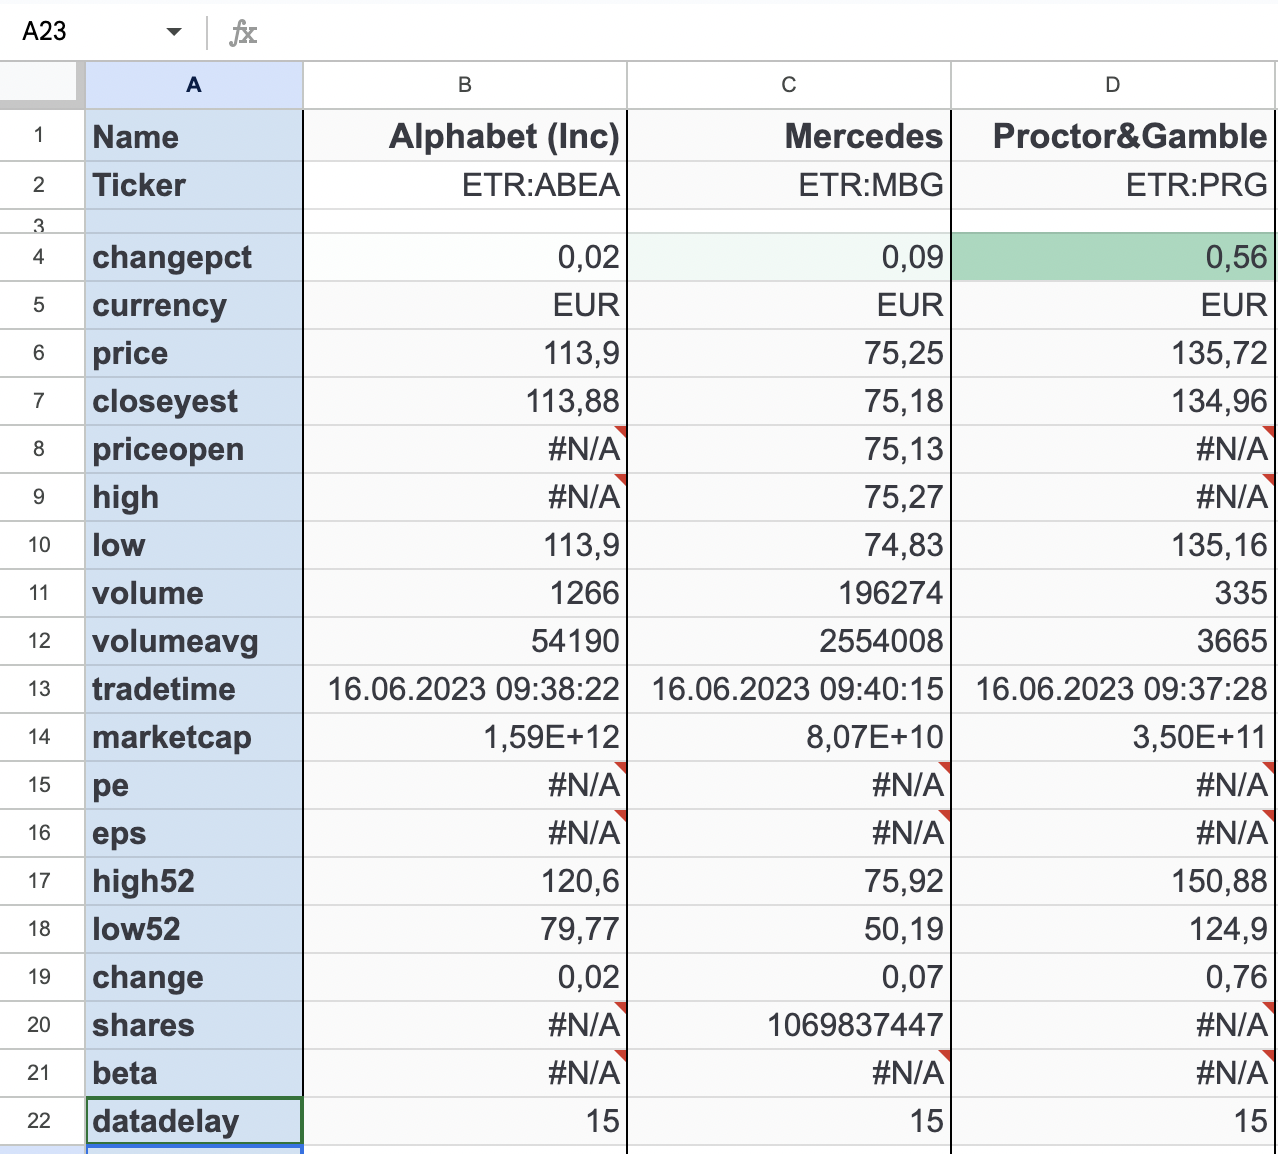 A23 fx
A B C D
1 Name Alphabet (Inc) Mercedes Proctor&Gamble
2 Ticker ETR:ABEA ETR:MBG ETR:PRG
3
4 changepct 0,02 0,09 0,56
5 currency EUR EUR EUR
6 price 113,9 75,25 135,72
7 closeyest 113,88 75,18 134,96
8 priceopen #N/A 75,13 #N/A
9 high #N/A 75,27 #N/A
10 low 113,9 74,83 135,16
11 volume 1266 196274 335
12 volumeavg 54190 2554008 3665
13 tradetime 16.06.2023 09:38:22 16.06.2023 09:40:15 16.06.2023 09:37:28
14 marketcap 1,59E+12 8,07E+10 3,50E+11
15 pe #N/A #N/A #N/A
16 eps #N/A #N/A #N/A
17 high52 120,6 75,92 150,88
18 low52 79,77 50,19 124,9
19 change 0,02 0,07 0,76
20 shares #N/A 1069837447 #N/A
21 beta #N/A #N/A #N/A
22 datadelay 15 15 15